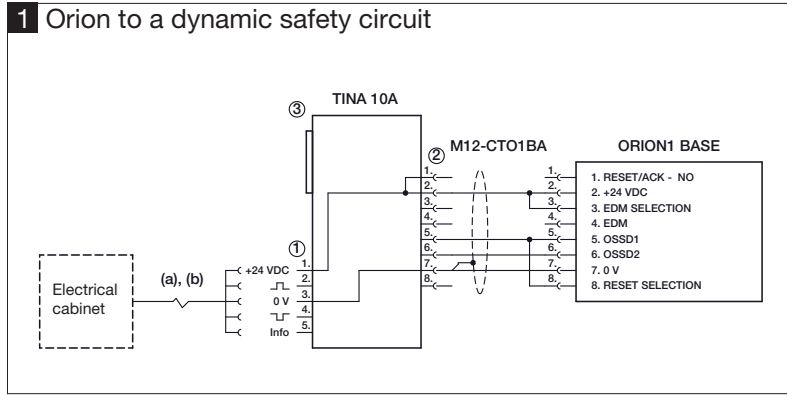 1 Orion to a dynamic safety circuit
TINA 10A
③
②
M12-CTO1BA
ORION1 BASE
1. 1. 1. RESET/ACK - NO
2. 2. 2. +24 VDC
3. 3. 3. EDM SELECTION
4. 4. 4. EDM
5. 5. 5. OSSD1
6. 6. 6. OSSD2
7. 7. 7. 0 V
8. 8. 8. RESET SELECTION
①
Electrical
cabinet
(a), (b)
+24 VDC 1.
2.
0 V 3.
4.
Info 5.